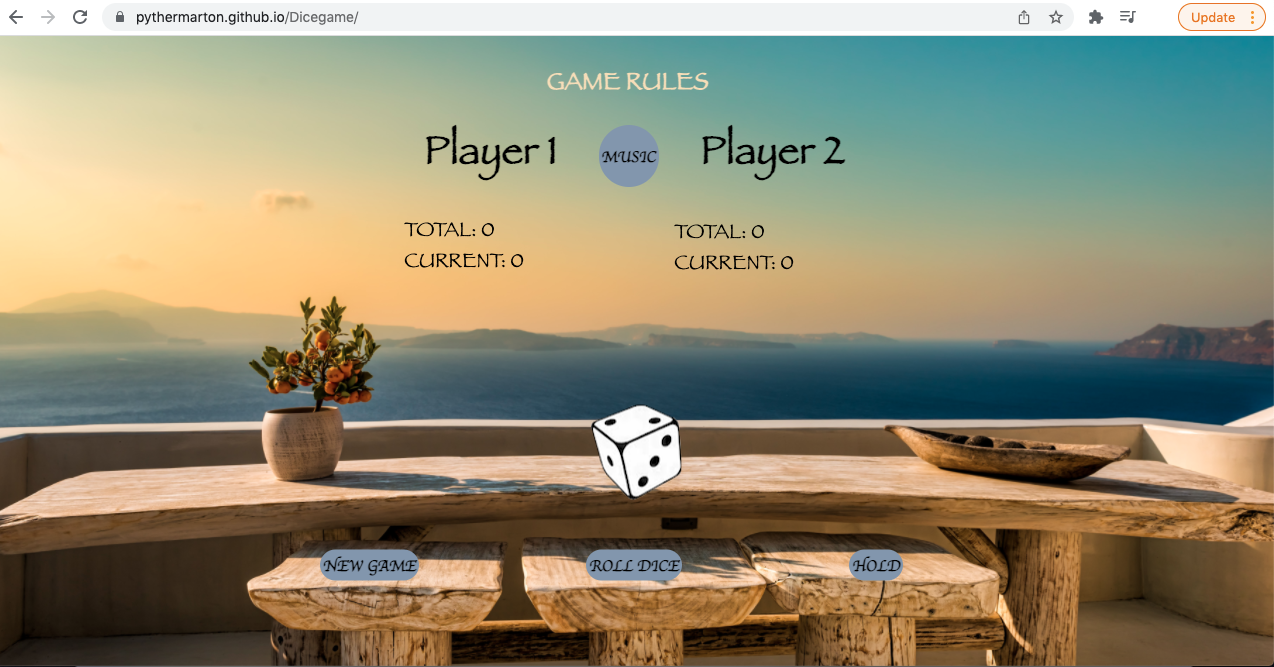 pythermarton.github.io/Dicegame/
Update
GAME RULES
Player 1
MUSIC
Player 2
TOTAL: 0
CURRENT: 0
TOTAL: 0
CURRENT: 0
NEW GAME
ROLL DICE
HOLD